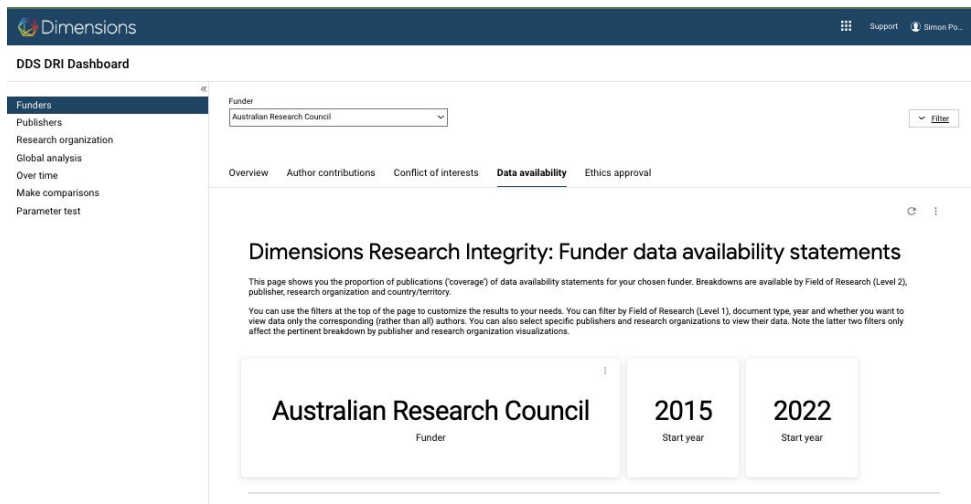 Dimensions
Support
Simon Po...
DDS DRI Dashboard
«
Funders
Publishers
Research organization
Global analysis
Over time
Make comparisons
Parameter test
Funder
Australian Research Council
Filter
Overview Author contributions Conflict of interests Data availability Ethics approval
Dimensions Research Integrity: Funder data availability statements
This page shows you the proportion of publications ('coverage') of data availability statements for your chosen funder. Breakdowns are available by Field of Research (Level 2),
publisher, research organization and country/territory.
You can use the filters at the top of the page to customize the results to your needs. You can filter by Field of Research (Level 1), document type, year and whether you want to
view data only the corresponding (rather than all) authors. You can also select specific publishers and research organizations to view their data. Note the latter two filters only
affect the pertinent breakdown by publisher and research organization visualizations.
Australian Research Council
Funder
2015
Start year
2022
Start year